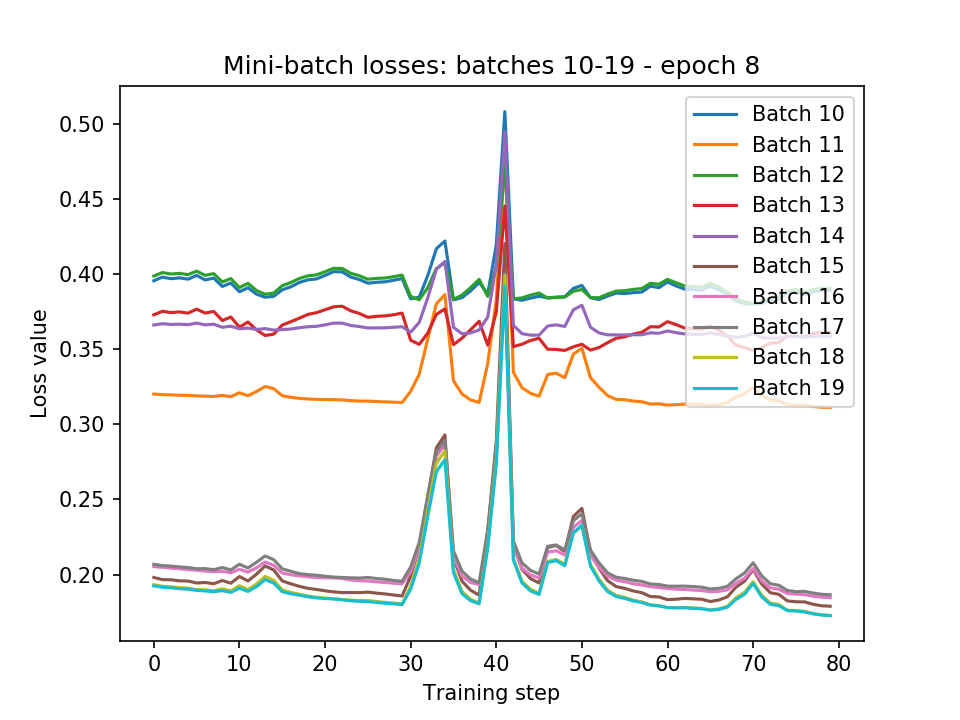 Mini-batch losses: batches 10-19 - epoch 8
Loss value
0.50
0.45
0.40
0.35
0.30
0.25
0.20
Batch 10
Batch 11
Batch 12
Batch 13
Batch 14
Batch 15
Batch 16
Batch 17
Batch 18
Batch 19
0 10 20 30 40 50 60 70 80
Training step